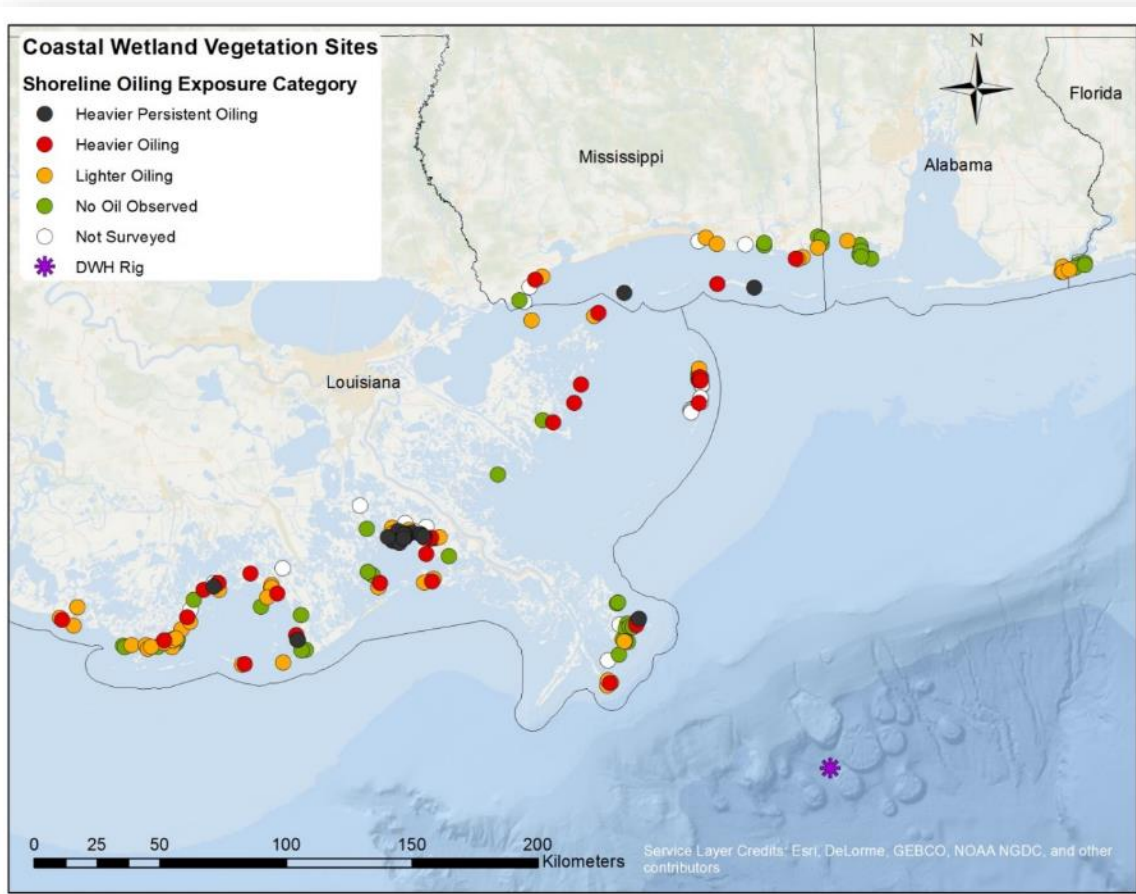 Coastal Wetland Vegetation Sites
Shoreline Oiling Exposure Category
Heavier Persistent Oiling
Heavier Oiling
Lighter Oiling
No Oil Observed
Not Surveyed
DWH Rig
N
Florida
Mississippi
Alabama
Louisiana
0 25 50 100 150 200
Kilometers
Service Layer Credits: Esri, DeLorme, GEBCO, NOAA NGDC, and other
contributors